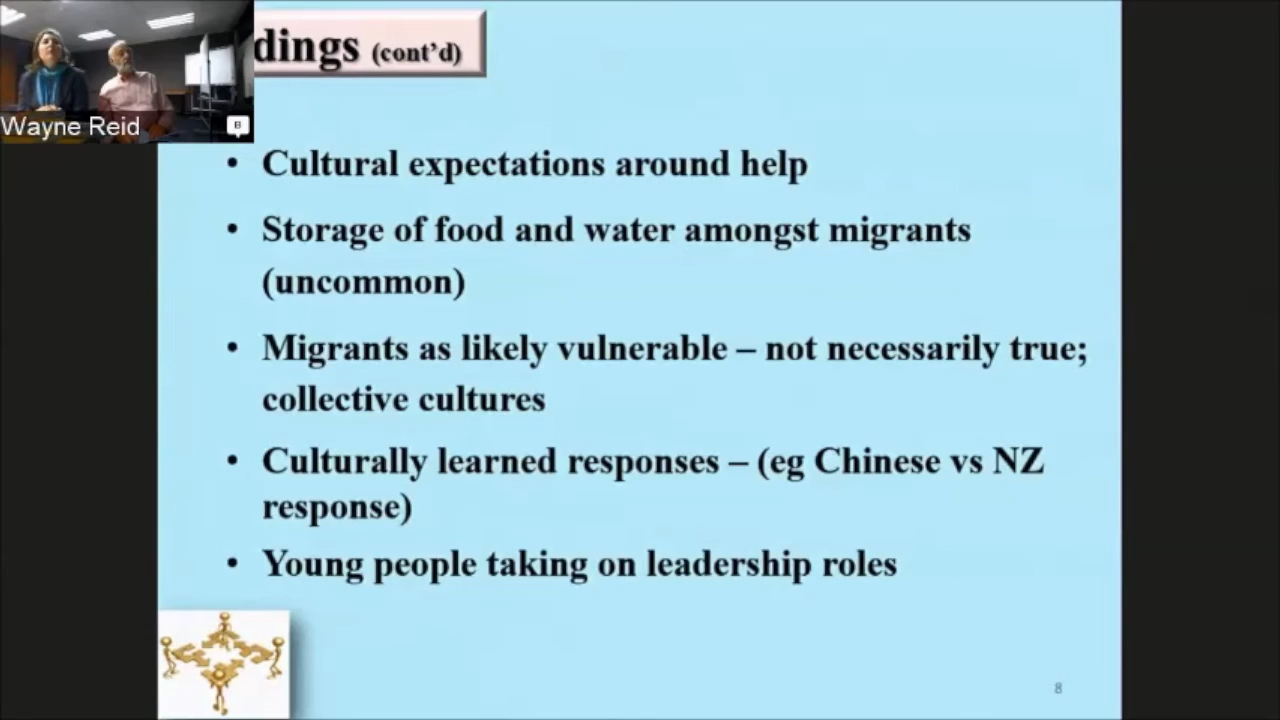 dings (cont’d)
Wayne Reid
• Cultural expectations around help
• Storage of food and water amongst migrants
(uncommon)
• Migrants as likely vulnerable – not necessarily true;
collective cultures
• Culturally learned responses – (eg Chinese vs NZ
response)
• Young people taking on leadership roles
8